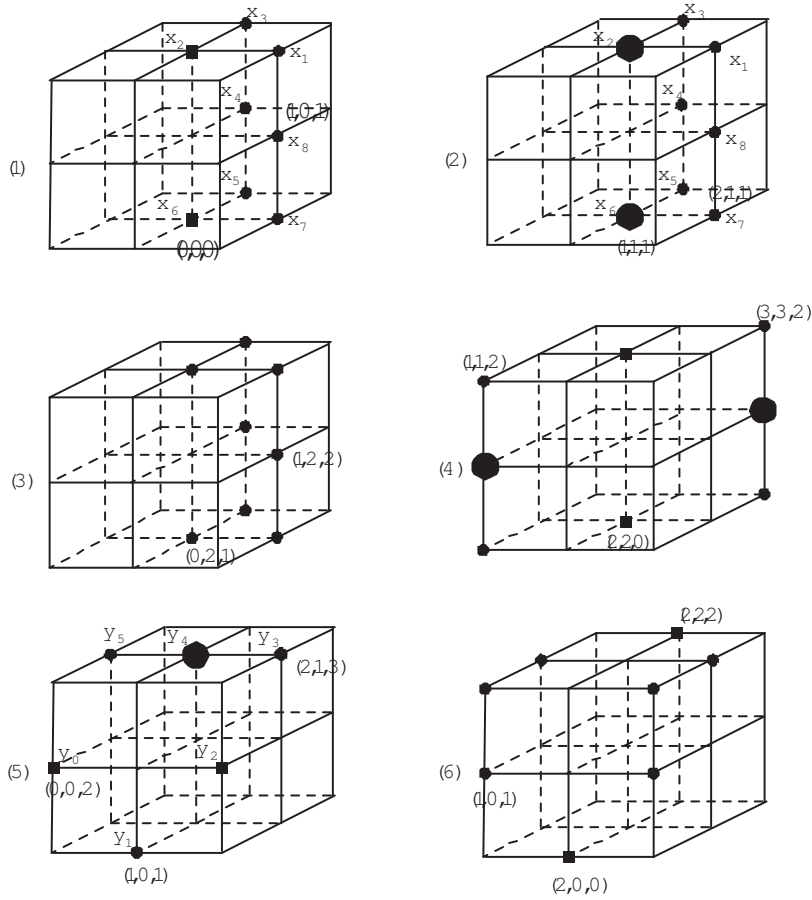 x₃
x₂
x₁
x₄
(1,0,1)
x₈
(1)
x₅
x₆
x₇
(0,0,0)
x₃
x₂
x₁
x₄
x₈
(2)
x₅
(2,1,1)
x₆
x₇
(1,1,1)
(1,2,2)
(3)
(0,2,1)
(3,3,2)
(1,1,2)
(4)
(2,2,0)
y₅
y₄
y₃
(2,1,3)
y₀
y₂
(5)
(0,0,2)
y₁
(1,0,1)
(2,2,2)
(6)
(1,0,1)
(2,0,0)